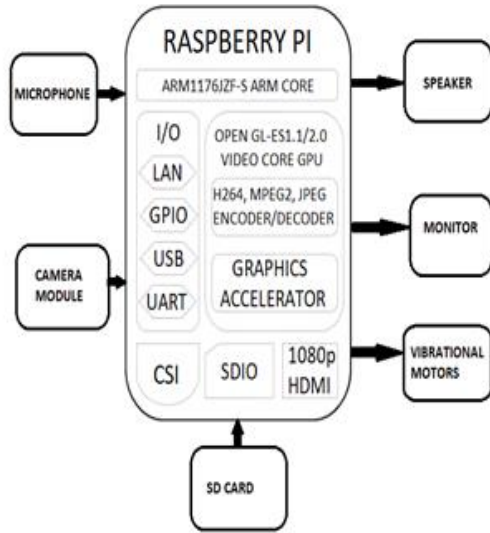 RASPBERRY PI
ARM1176JZF-S ARM CORE
MICROPHONE
CAMERA
MODULE
I/O
LAN
GPIO
USB
UART
OPEN GL-ES1.1/2.0
VIDEO CORE GPU
H264, MPEG2, JPEG
ENCODER/DECODER
GRAPHICS
ACCELERATOR
CSI
SDIO
1080p
HDMI
SPEAKER
MONITOR
VIBRATIONAL
MOTORS
SD CARD